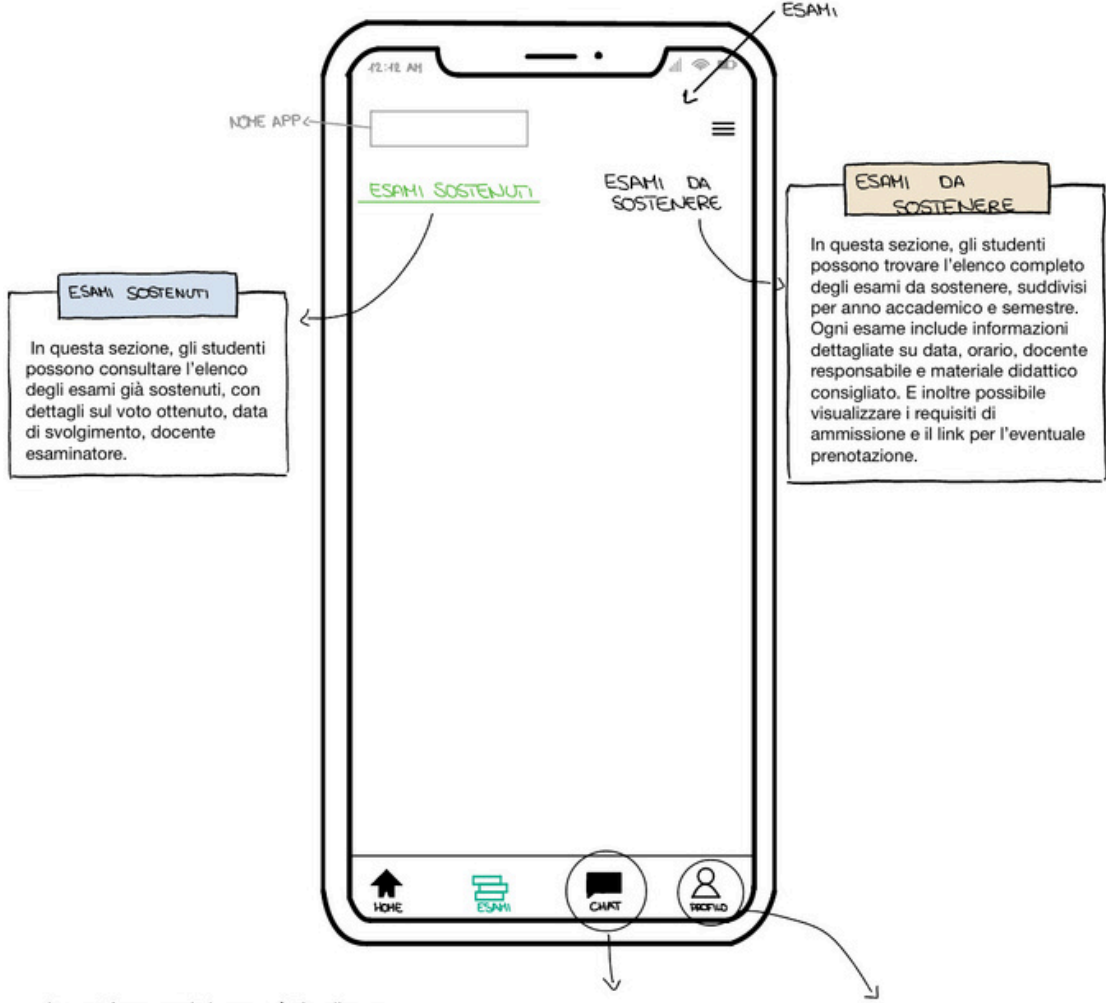 ESAMI
12:12 AM
NOME APP
ESAMI SOSTENUTI
ESAMI DA
SOSTENERE
ESAMI SOSTENUTI
In questa sezione, gli studenti
possono consultare l'elenco
degli esami già sostenuti, con
dettagli sul voto ottenuto, data
di svolgimento, docente
esaminatore.
ESAMI DA
SOSTENERE
In questa sezione, gli studenti
possono trovare l'elenco completo
degli esami da sostenere, suddivisi
per anno accademico e semestre.
Ogni esame include informazioni
dettagliate su data, orario, docente
responsabile e materiale didattico
consigliato. E inoltre possibile
visualizzare i requisiti di
ammissione e il link per l'eventuale
prenotazione.
HOME
ESAMI
CHAT
PROFILO